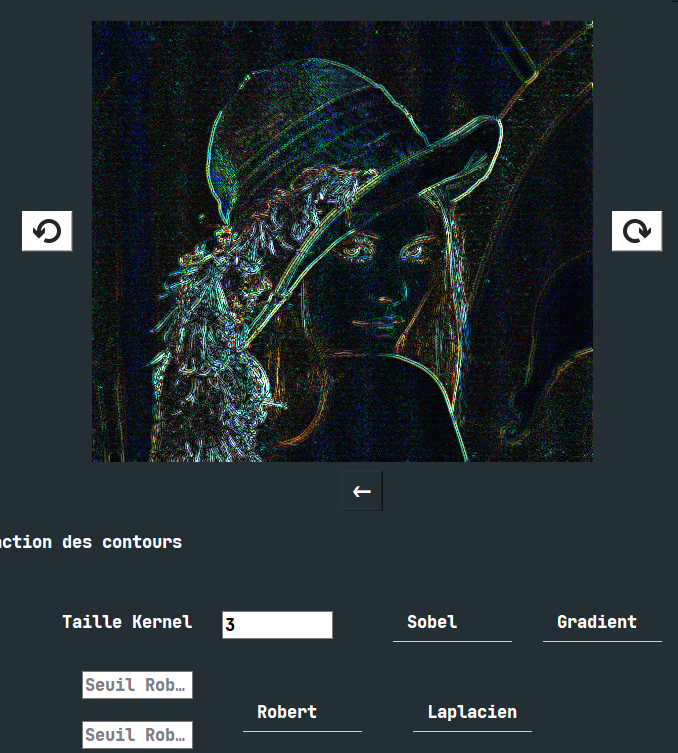 ←
ction des contours
Taille Kernel 3 Sobel Gradient
Seuil Rob…
Robert Laplacien
Seuil Rob…